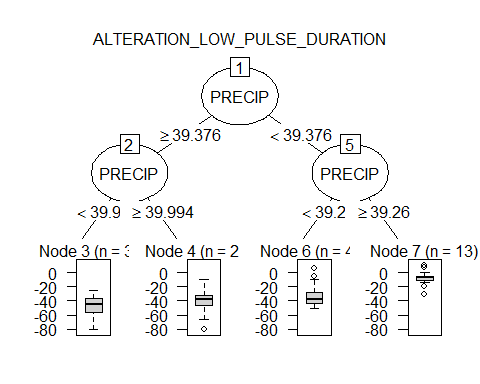 ALTERATION_LOW_PULSE_DURATION
1
PRECIP
≥ 39.376 < 39.376
2 5
PRECIP PRECIP
< 39.9 ≥ 39.994 < 39.2 ≥ 39.26
Node 3 (n = Node 4 (n = 2 Node 6 (n = Node 7 (n = 13)
0 0 0 0
-20 -20 -20 -20
-40 -40 -40 -40
-60 -60 -60 -60
-80 -80 -80 -80